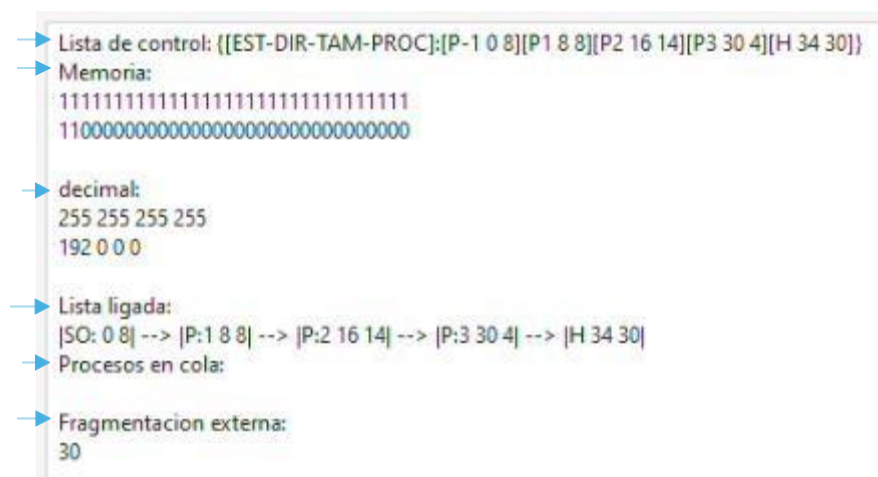 Lista de control: {[EST-DIR-TAM-PROC]:[P-1 0 8][P1 8 8][P2 16 14][P3 30 4][H 34 30]}
Memoria:
11111111111111111111111111111111
11000000000000000000000000000000
decimal:
255 255 255 255
192 0 0 0
Lista ligada:
|SO: 0 8| --> |P:1 8 8| --> |P:2 16 14| --> |P:3 30 4| --> |H 34 30|
Procesos en cola:
Fragmentacion externa:
30